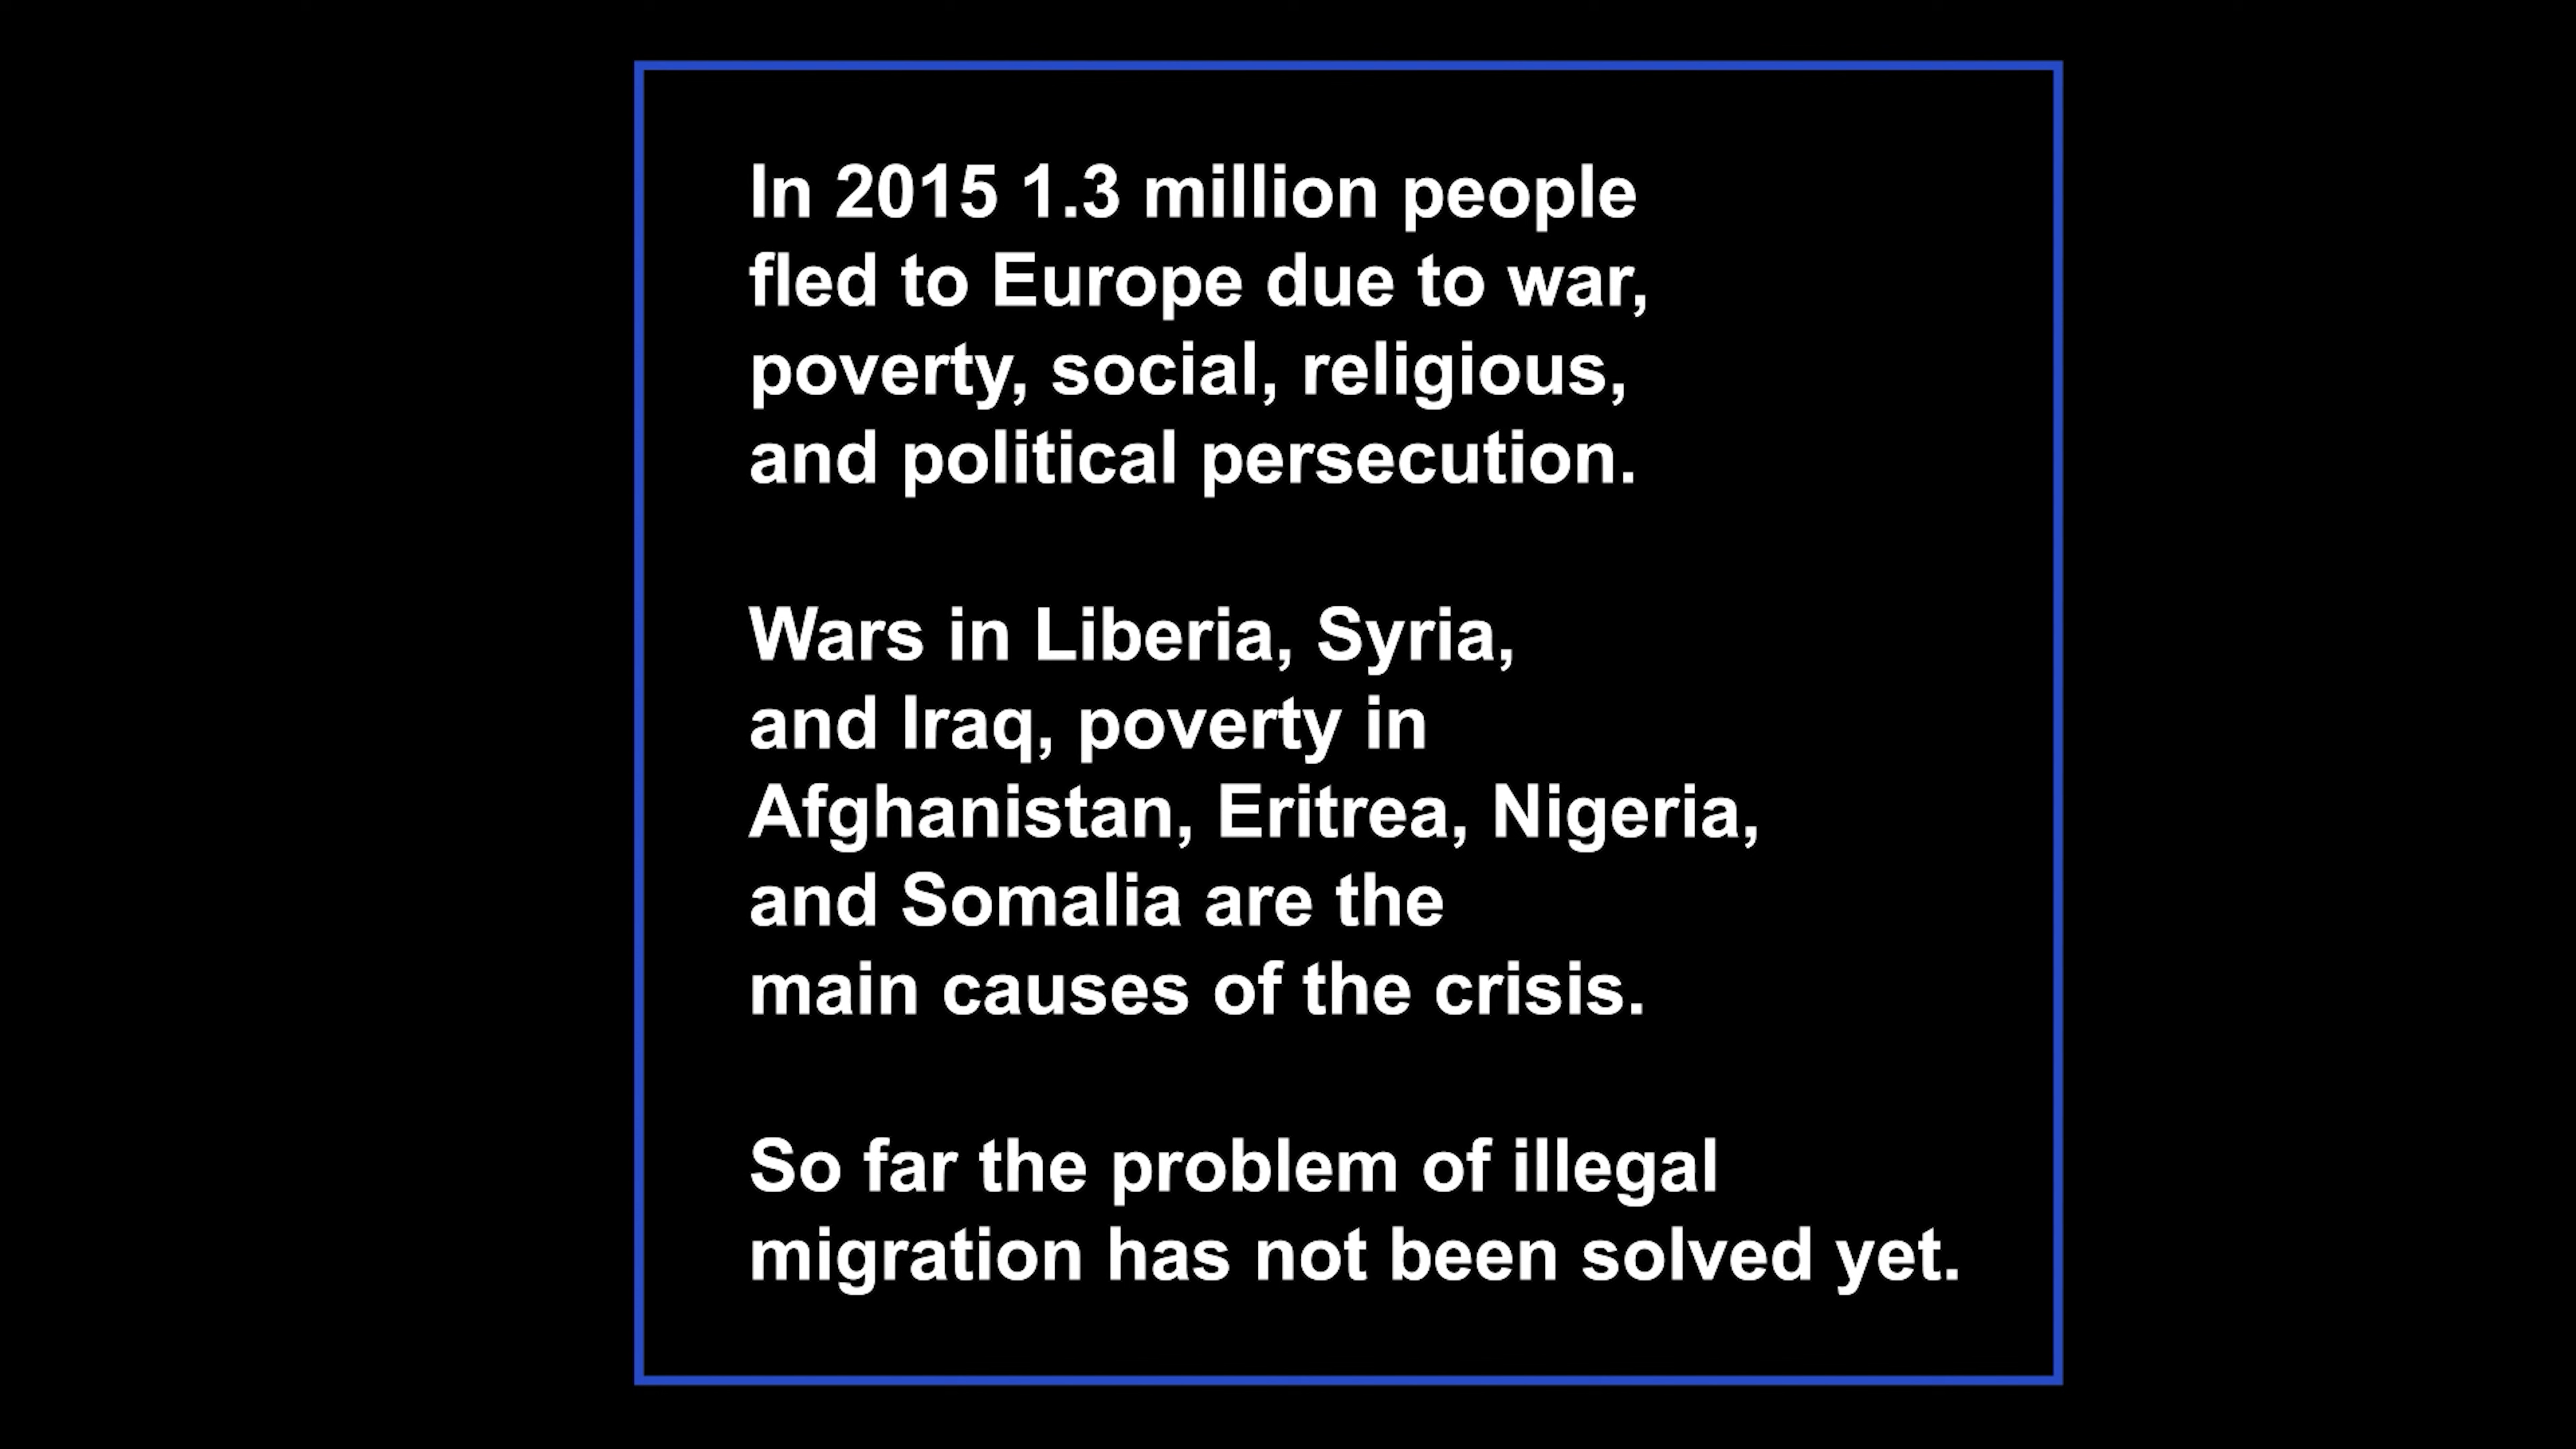 In 2015 1.3 million people
fled to Europe due to war,
poverty, social, religious,
and political persecution.
Wars in Liberia, Syria,
and Iraq, poverty in
Afghanistan, Eritrea, Nigeria,
and Somalia are the
main causes of the crisis.
So far the problem of illegal
migration has not been solved yet.